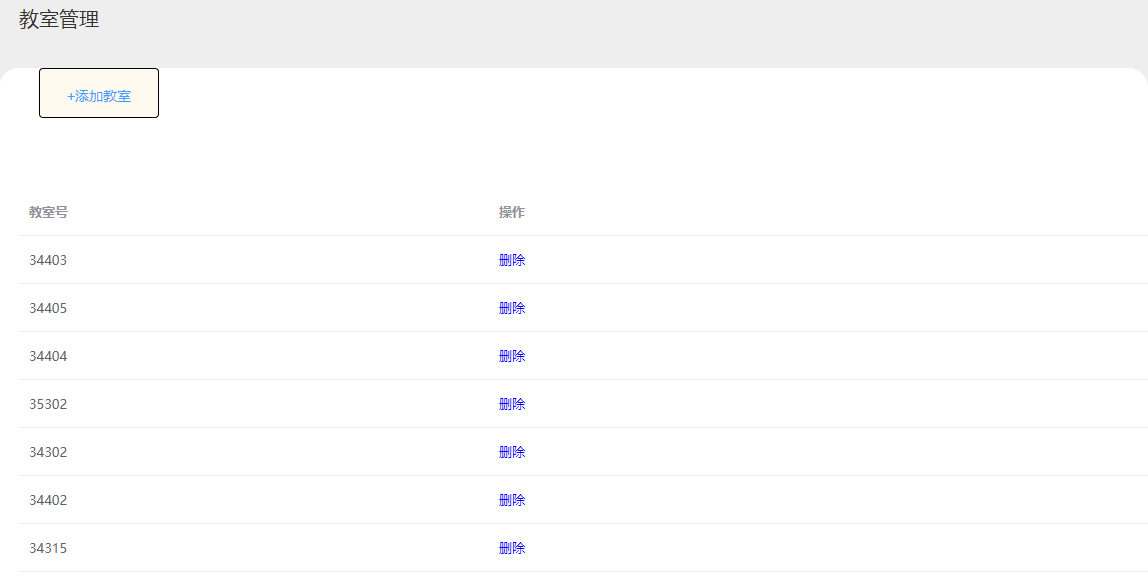 教室管理
+添加教室
教室号 操作
34403 删除
34405 删除
34404 删除
35302 删除
34302 删除
34402 删除
34315 删除